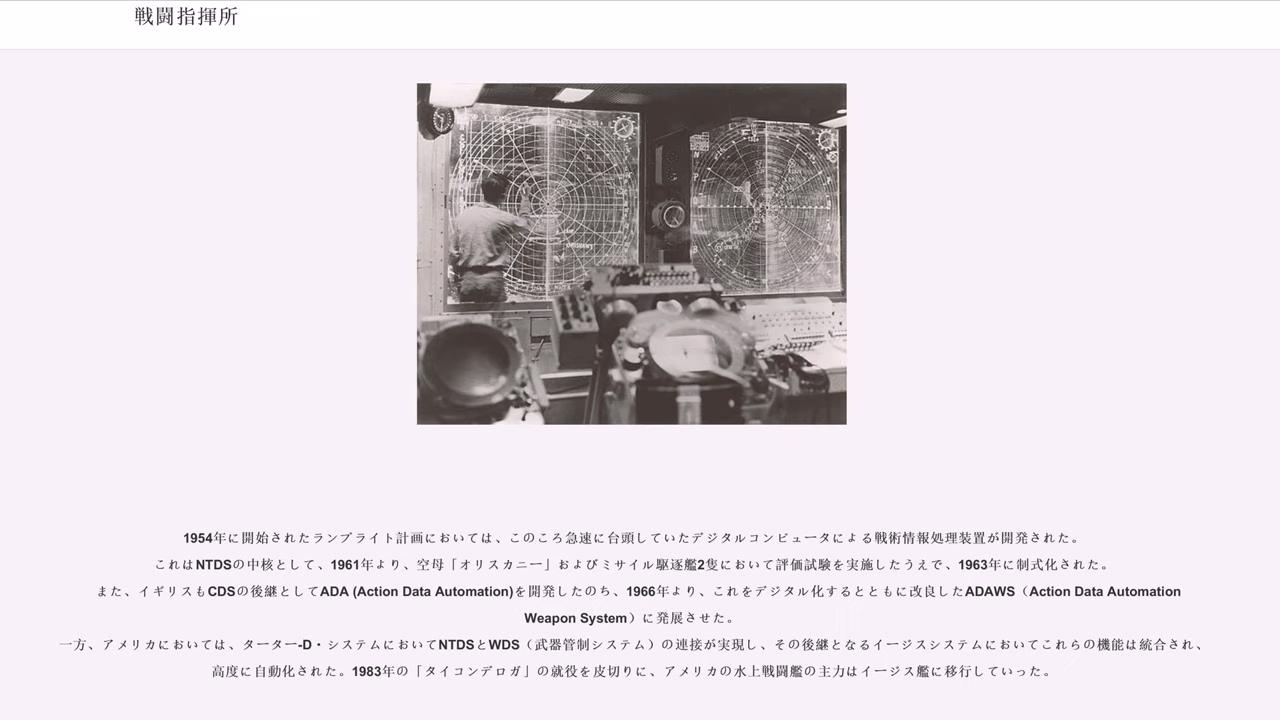 戦闘指揮所
1954年に開始されたランプライト計画においては、このころ急速に台頭していたデジタルコンピュータによる戦術情報処理装置が開発された。
これはNTDSの中核として、1961年より、空母「オリスカニー」およびミサイル駆逐艦2隻において評価試験を実施したうえで、1963年に制式化された。
また、イギリスもCDSの後継としてADA (Action Data Automation)を開発したのち、1966年より、これをデジタル化するとともに改良したADAWS（Action Data Automation
Weapon System）に発展させた。
一方、アメリカにおいては、ターター-D・システムにおいてNTDSとWDS（武器管制システム）の連接が実現し、その後継となるイージスシステムにおいてこれらの機能は統合され、
高度に自動化された。1983年の「タイコンデロガ」の就役を皮切りに、アメリカの水上戦闘艦の主力はイージス艦に移行していった。